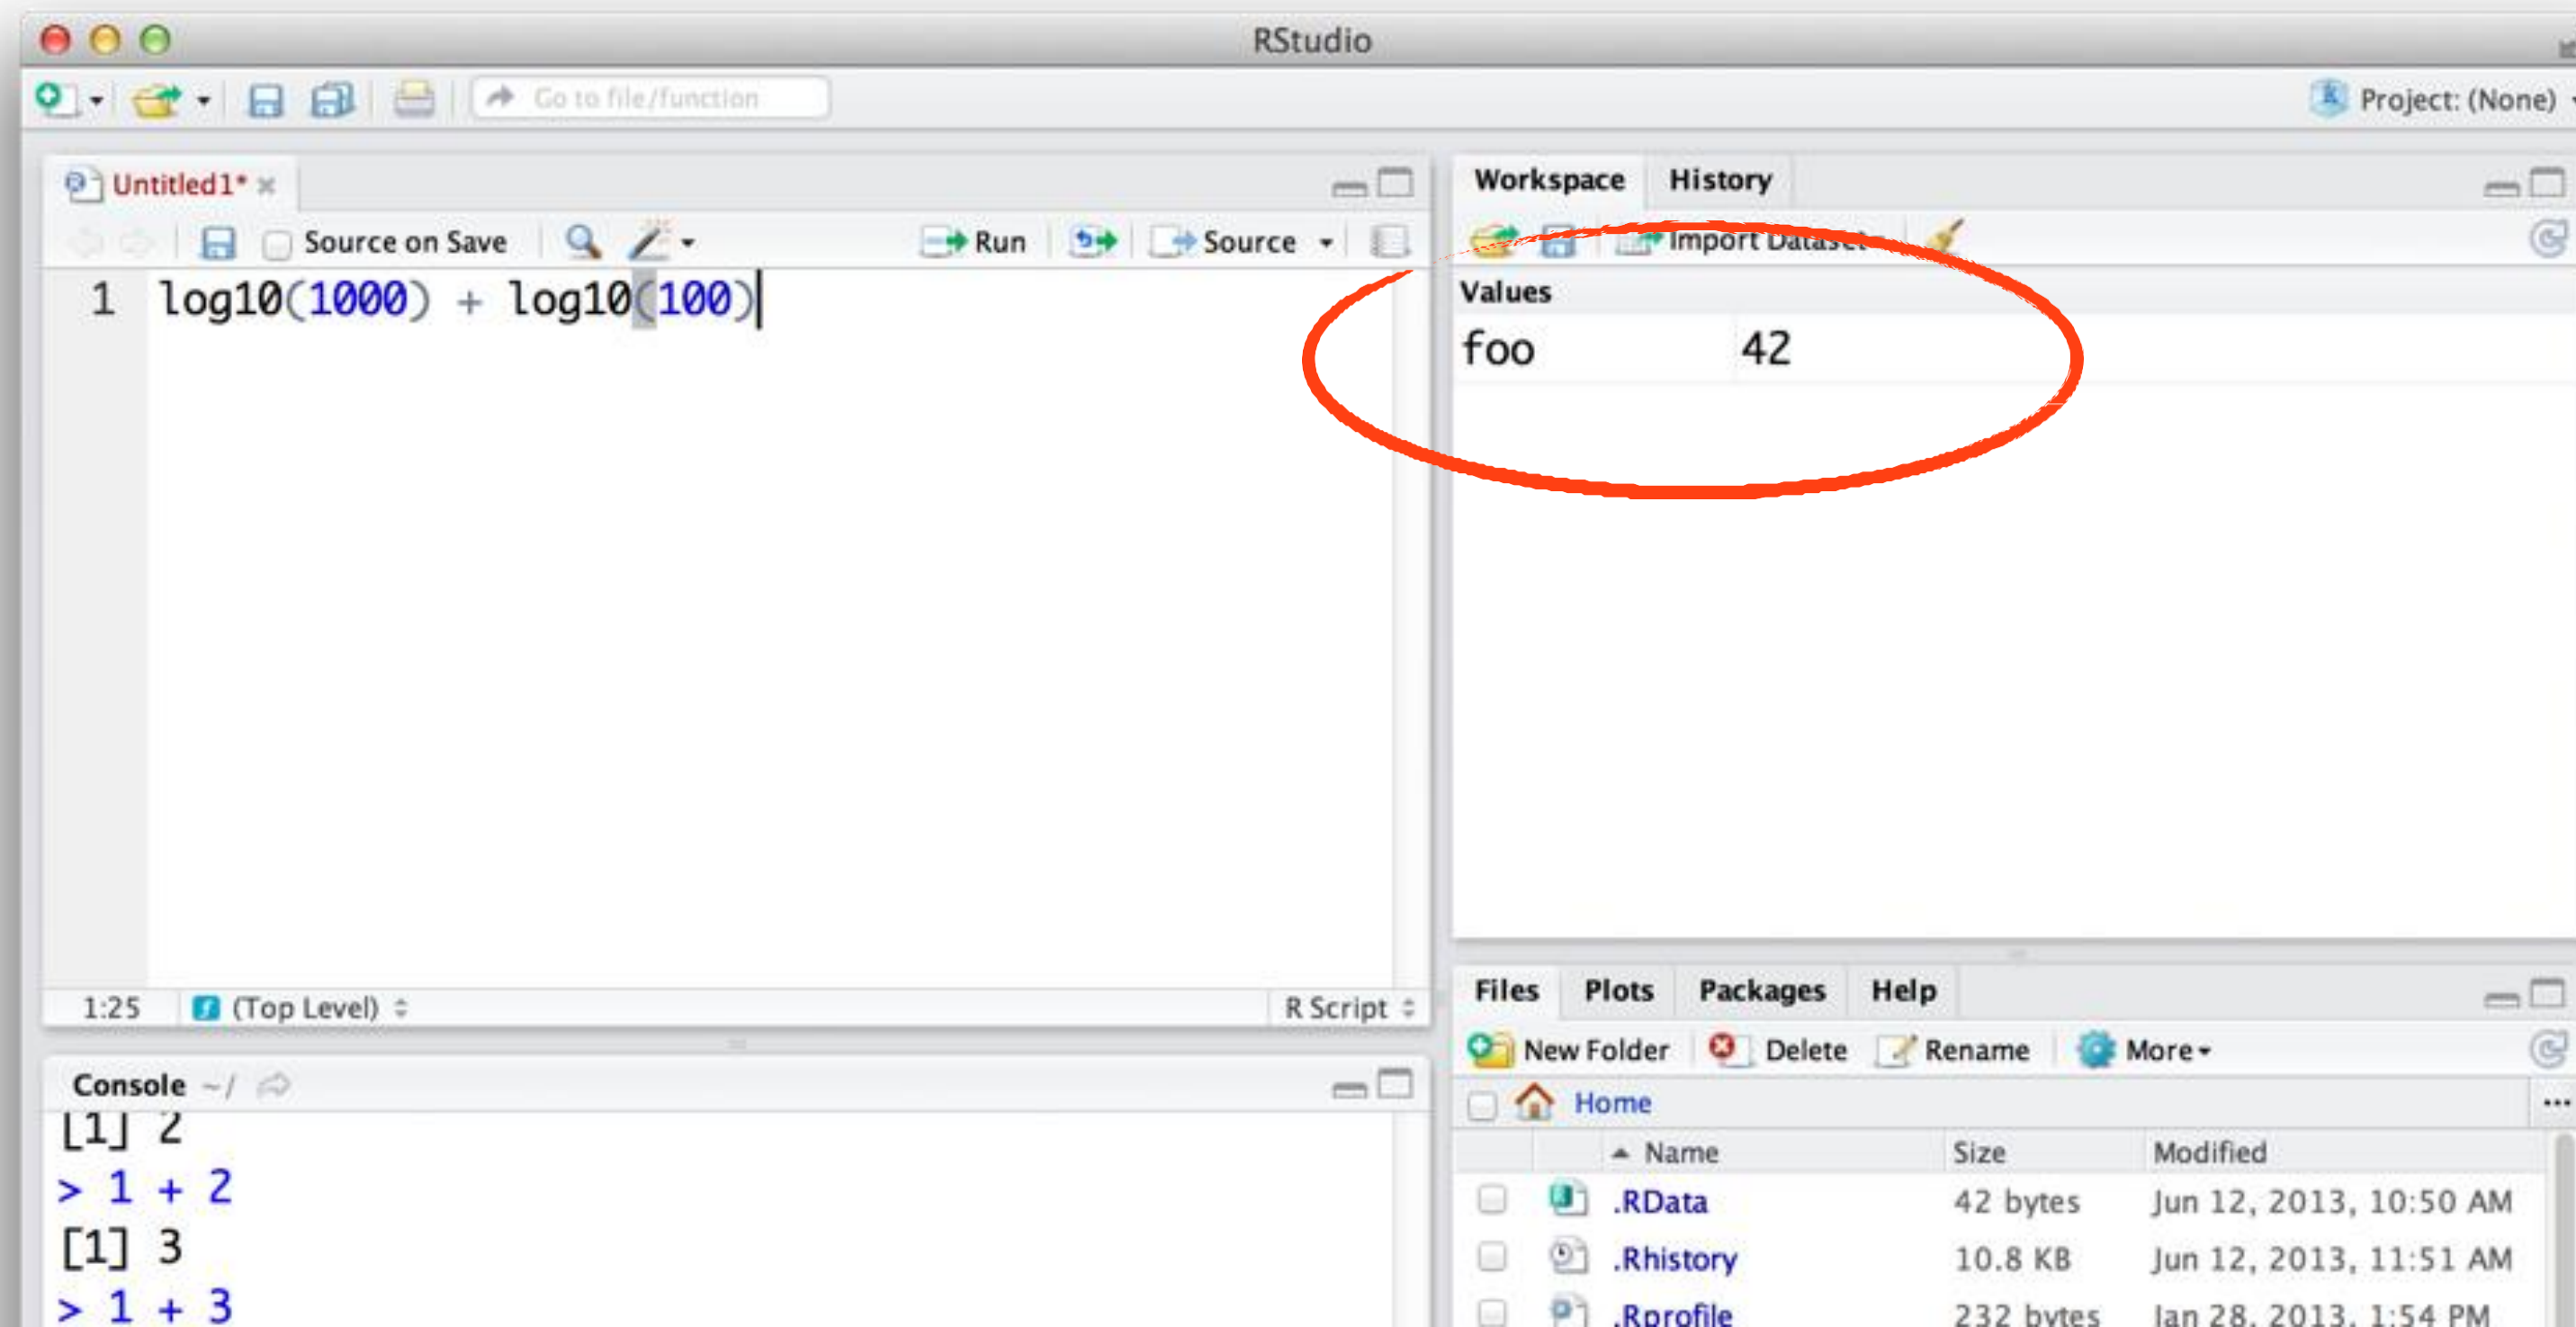 RStudio
Go to file/function
Project: (None)
Untitled1*
Source on Save
Run
Source
1 log10(1000) + log10(100)
1:25 (Top Level)
R Script
Console ~/
[1] 2
> 1 + 2
[1] 3
> 1 + 3
Workspace History
Import Dataset
Values
foo 42
Files Plots Packages Help
New Folder Delete Rename More
Home
...
Name Size Modified
.RData 42 bytes Jun 12, 2013, 10:50 AM
.Rhistory 10.8 KB Jun 12, 2013, 11:51 AM
.Rprofile 232 bytes Jan 28, 2013, 1:54 PM